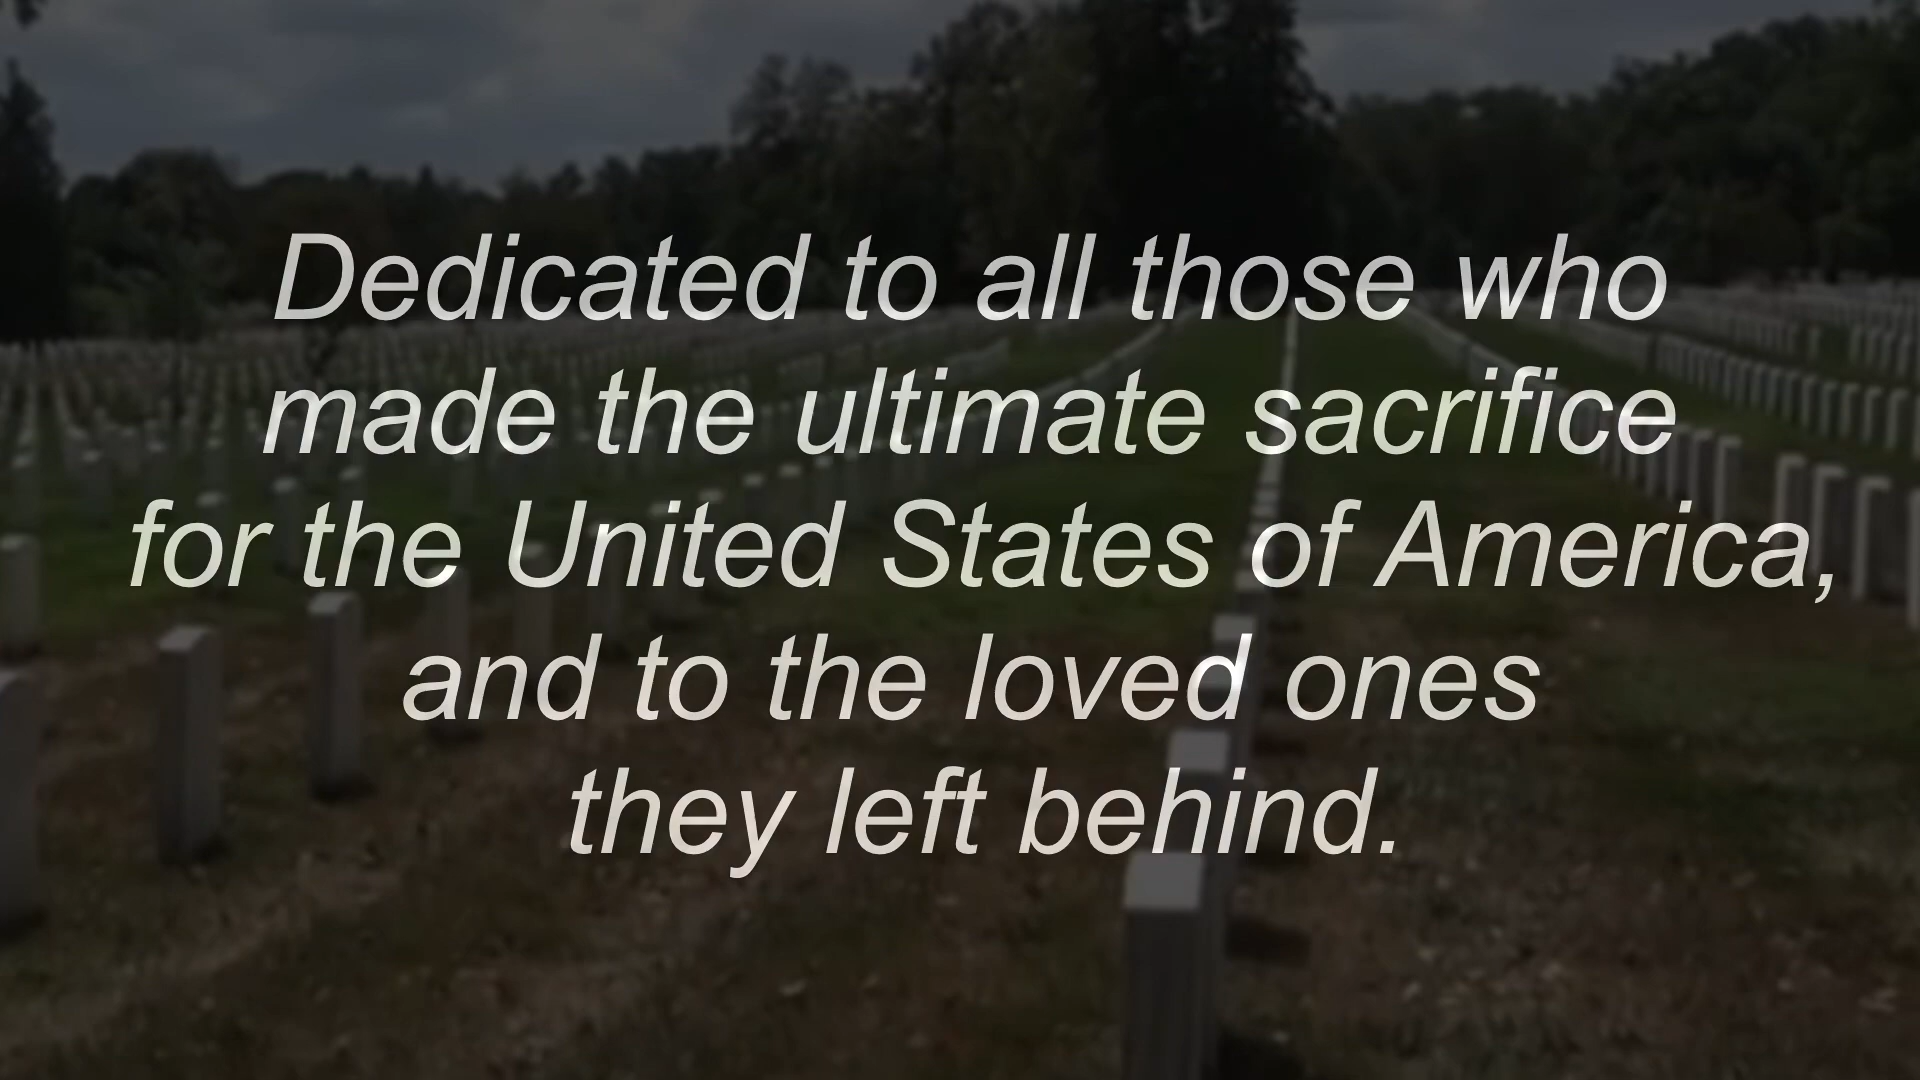 Dedicated to all those who
made the ultimate sacrifice
for the United States of America,
and to the loved ones
they left behind.